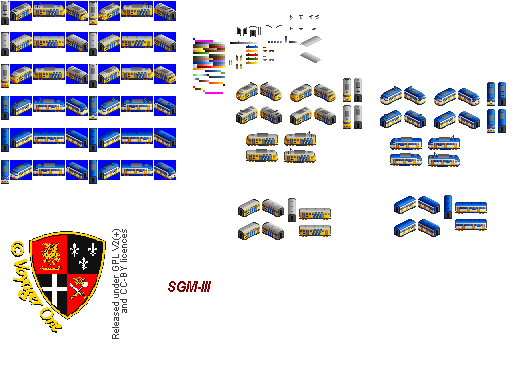 © Voyager One
Released under GPL V2(+)
and CC-BY licences
SGM-III